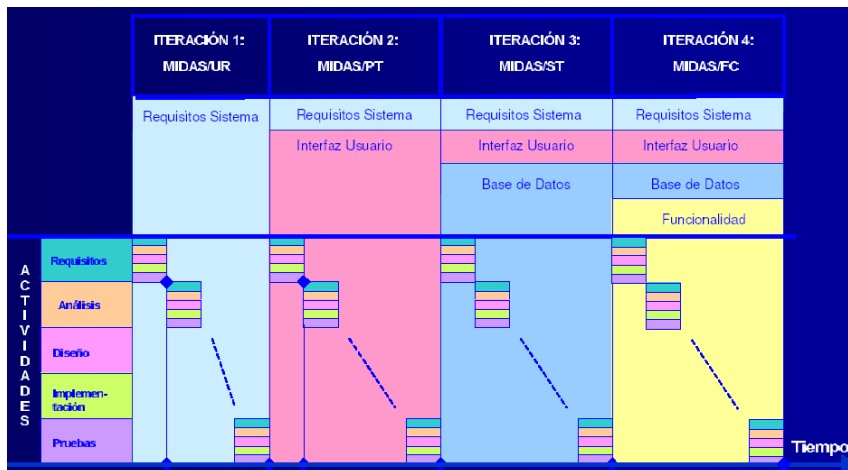 ITERACIÓN 1:
MIDAS/UR
ITERACIÓN 2:
MIDAS/PT
ITERACIÓN 3:
MIDAS/ST
ITERACIÓN 4:
MIDAS/FC
Requisitos Sistema
Requisitos Sistema
Requisitos Sistema
Requisitos Sistema
Interfaz Usuario
Interfaz Usuario
Interfaz Usuario
Base de Datos
Base de Datos
Funcionalidad
ACTIVIDADES
Requisitos
Análisis
Diseño
Implemen-
tación
Pruebas
Tiempo